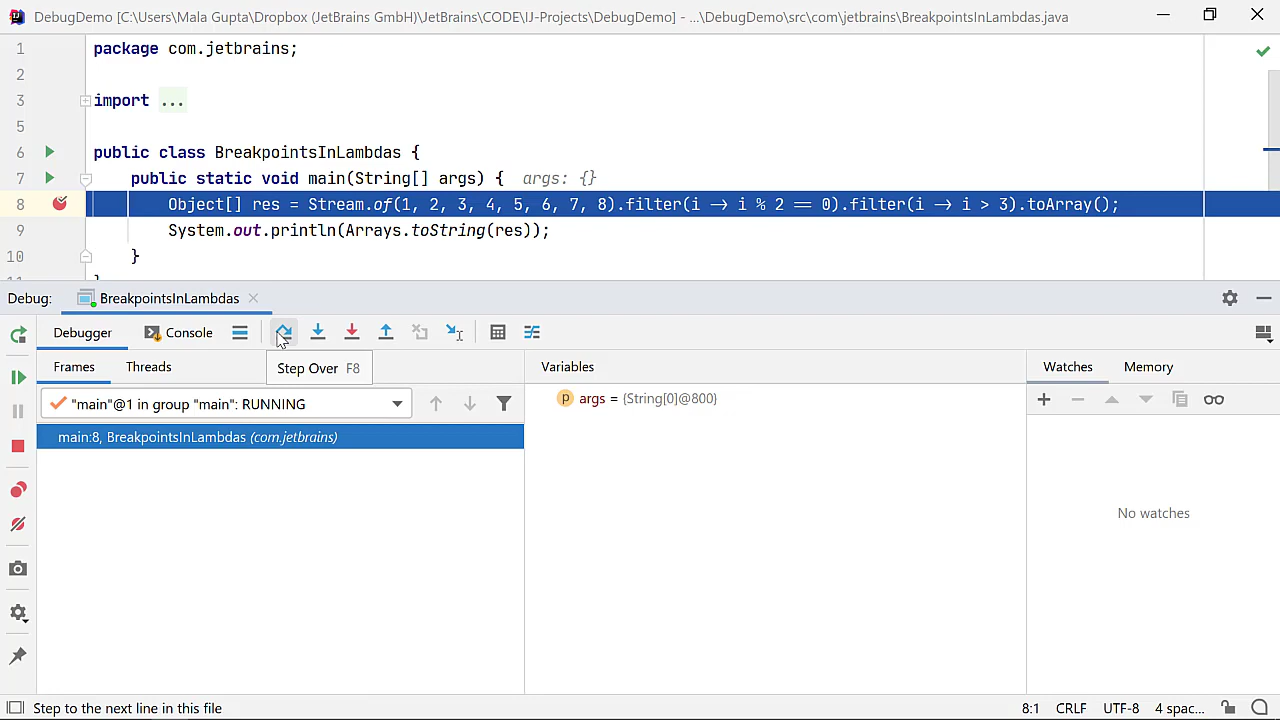 DebugDemo [C:\Users\Mala Gupta\Dropbox (JetBrains GmbH)\JetBrains\CODE\IJ-Projects\DebugDemo] - ...\DebugDemo\src\com\jetbrains\BreakpointsInLambdas.java
1 package com.jetbrains;
2
3 import ...
5
6 public class BreakpointsInLambdas {
7 public static void main(String[] args) { args: {}
8 Object[] res = Stream.of(1, 2, 3, 4, 5, 6, 7, 8).filter(i → i % 2 == 0).filter(i → i > 3).toArray();
9 System.out.println(Arrays.toString(res));
10 }
Debug: BreakpointsInLambdas
Debugger Console
Step Over F8
Frames Threads Variables Watches Memory
"main"@1 in group "main": RUNNING
main:8, BreakpointsInLambdas (com.jetbrains)
p args = {String[0]@800}
No watches
Step to the next line in this file 8:1 CRLF UTF-8 4 spac...